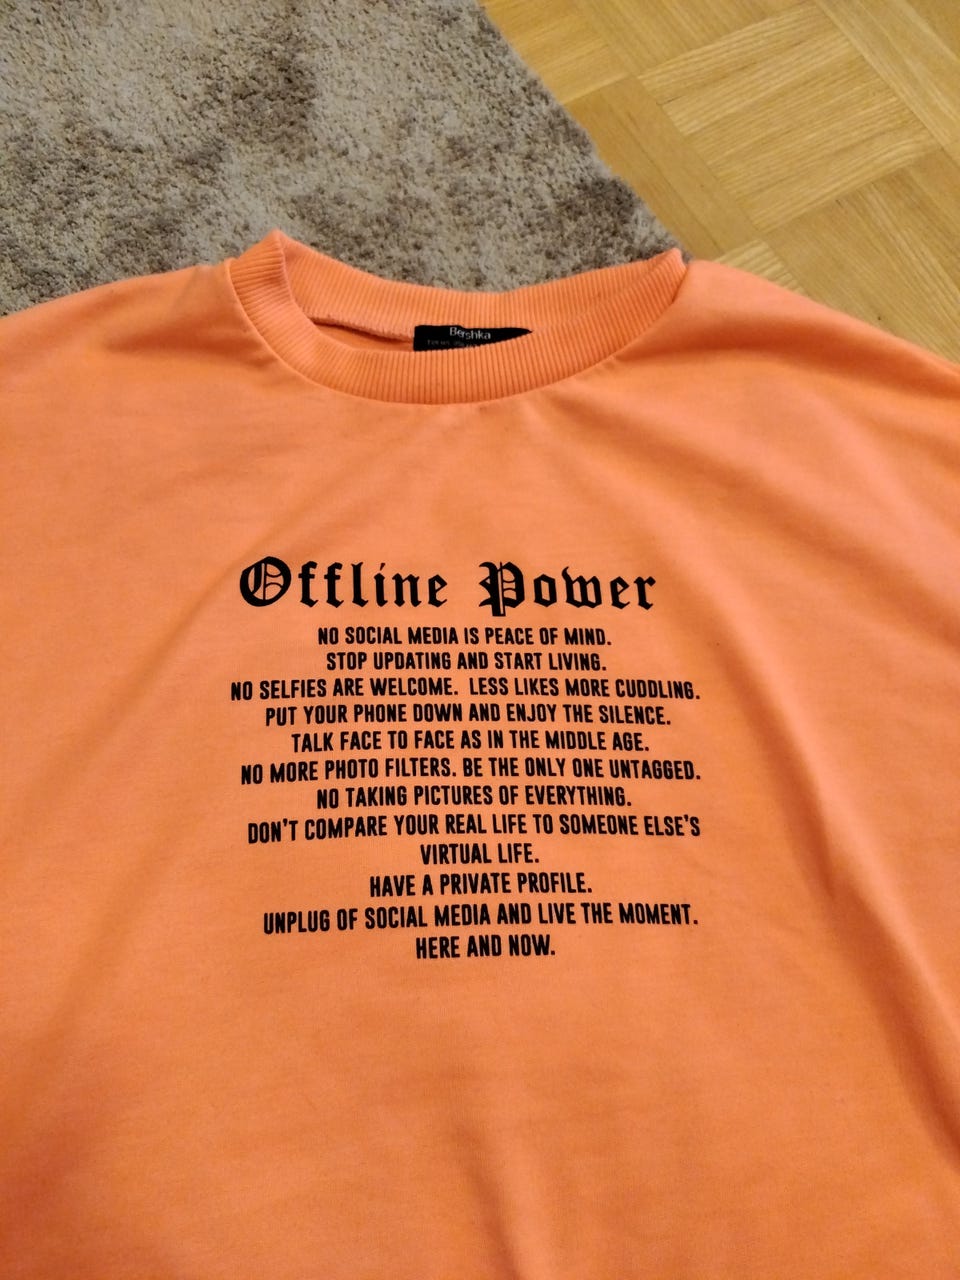 Bershka
Offline Power
NO SOCIAL MEDIA IS PEACE OF MIND.
STOP UPDATING AND START LIVING.
NO SELFIES ARE WELCOME. LESS LIKES MORE CUDDLING.
PUT YOUR PHONE DOWN AND ENJOY THE SILENCE.
TALK FACE TO FACE AS IN THE MIDDLE AGE.
NO MORE PHOTO FILTERS. BE THE ONLY ONE UNTAGGED.
NO TAKING PICTURES OF EVERYTHING.
DON'T COMPARE YOUR REAL LIFE TO SOMEONE ELSE'S
VIRTUAL LIFE.
HAVE A PRIVATE PROFILE.
UNPLUG OF SOCIAL MEDIA AND LIVE THE MOMENT.
HERE AND NOW.